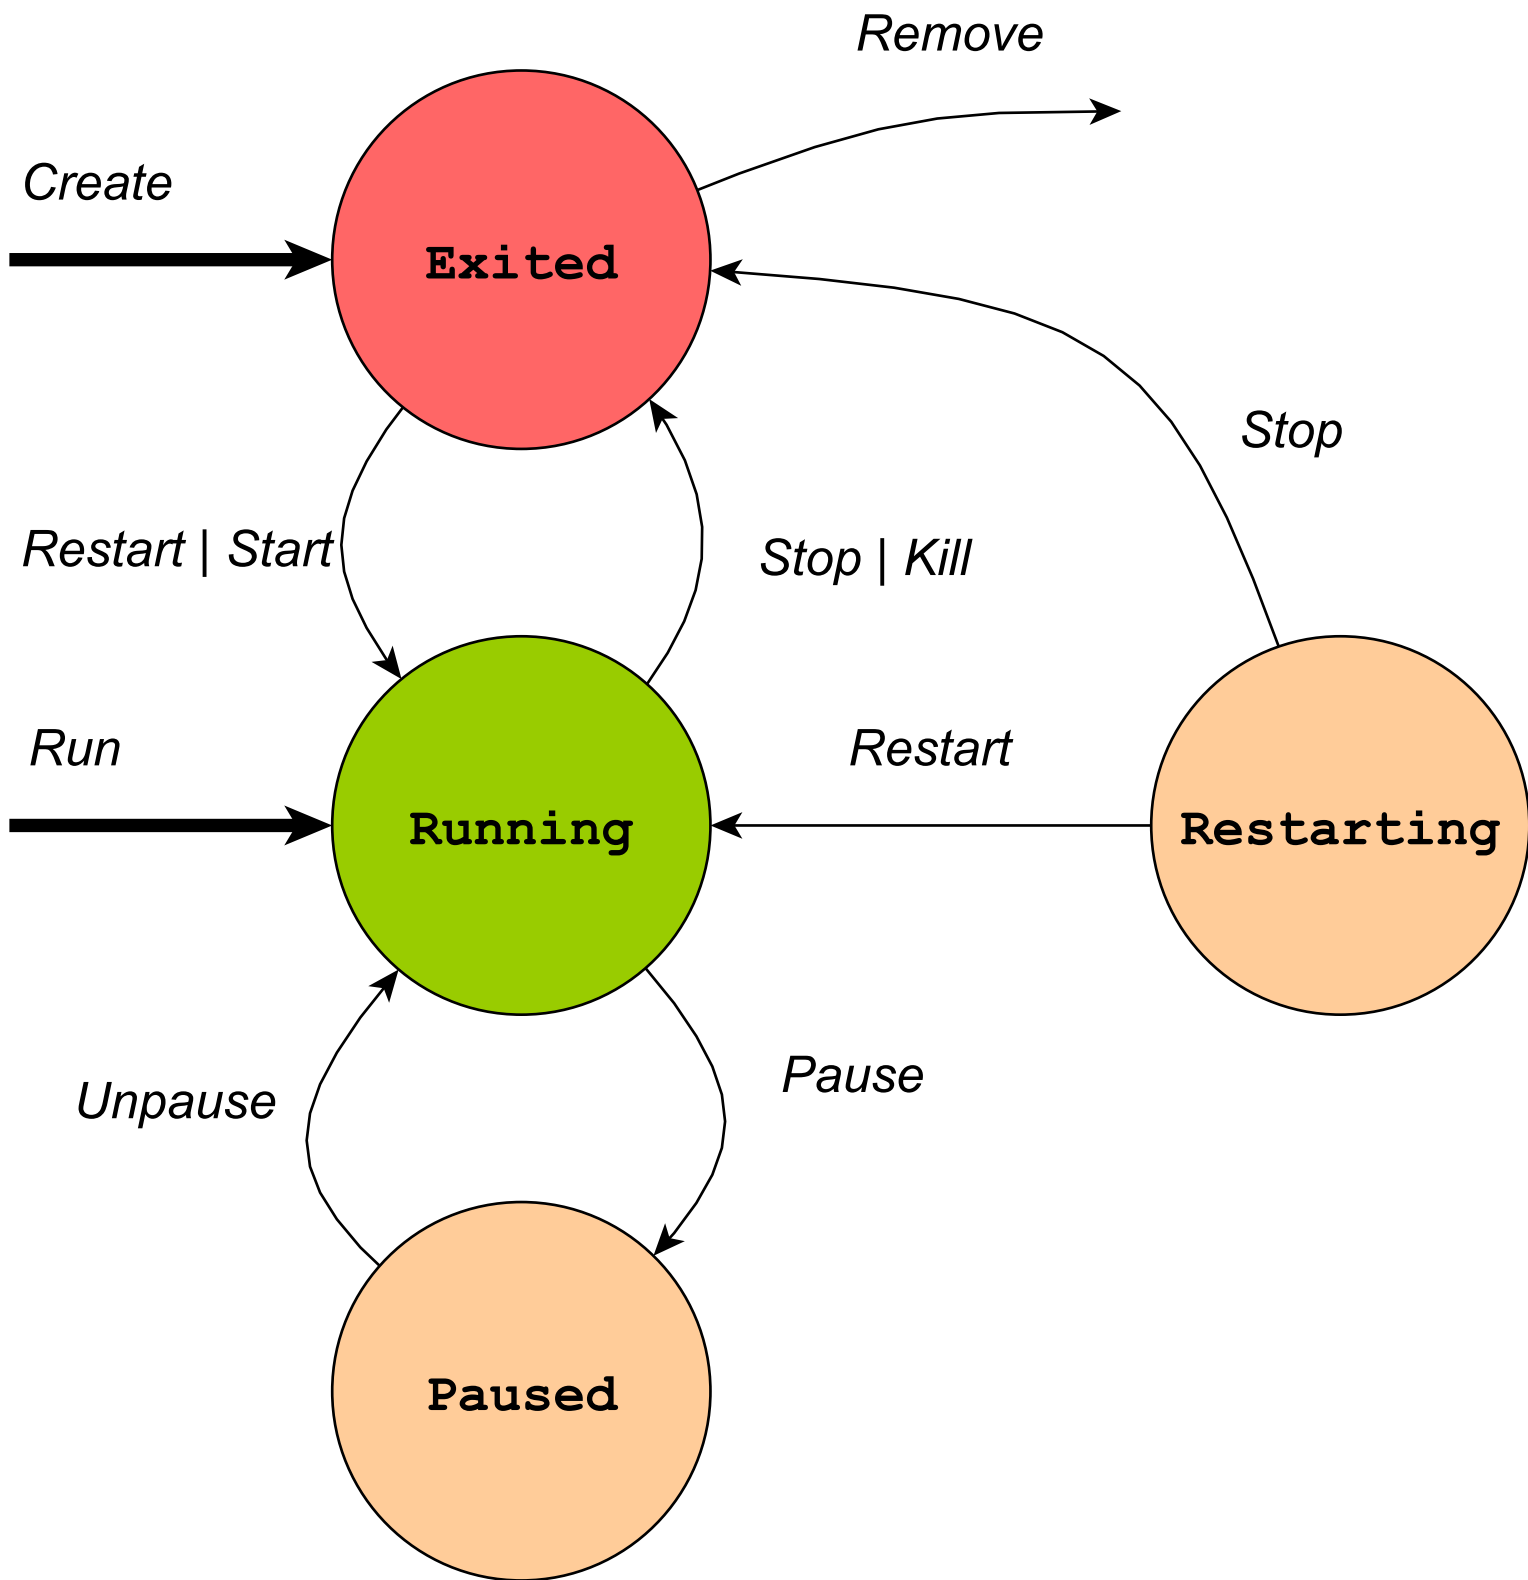 Remove
Create
Exited
Stop
Restart | Start
Stop | Kill
Run
Restart
Running
Restarting
Pause
Unpause
Paused